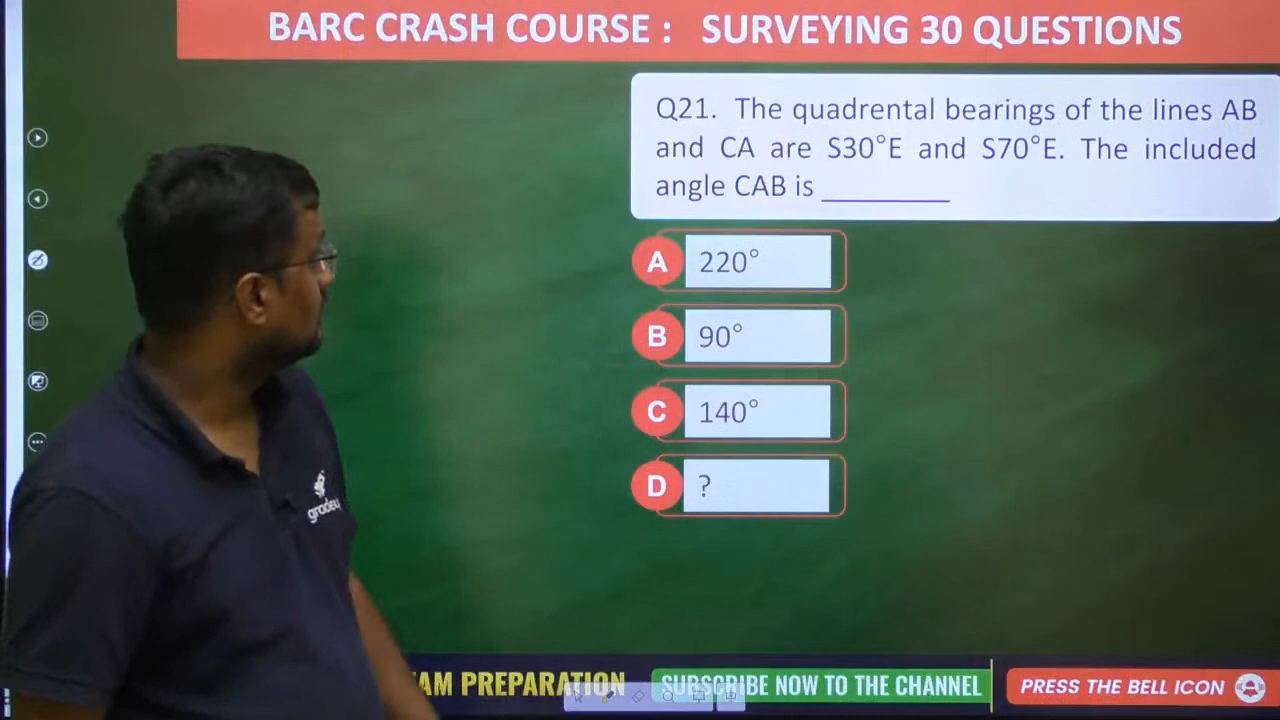 BARC CRASH COURSE : SURVEYING 30 QUESTIONS
Q21. The quadrental bearings of the lines AB
and CA are S30°E and S70°E. The included
angle CAB is ________
A 220°
B 90°
C 140°
D ?
gradeup
AM PREPARATION
SUBSCRIBE NOW TO THE CHANNEL
PRESS THE BELL ICON